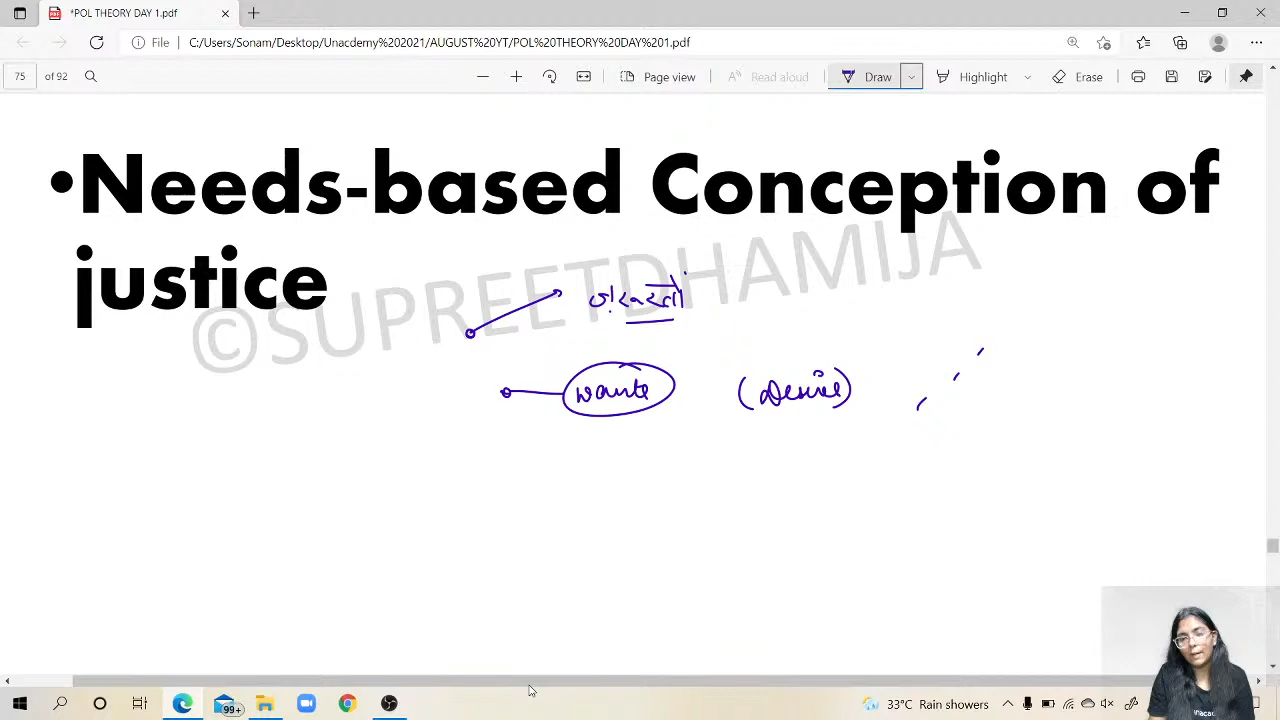 *POL THEORY DAY 1.pdf
File C:/Users/Sonam/Desktop/Unacdemy%202021/AUGUST%20YT/POL%20THEORY%20DAY%201.pdf
75 of 92 Page view Read aloud Draw Highlight Erase
•Needs-based Conception of
justice
©SUPREETDHAMIJA
wants (Desire)
99+ 33°C Rain showers